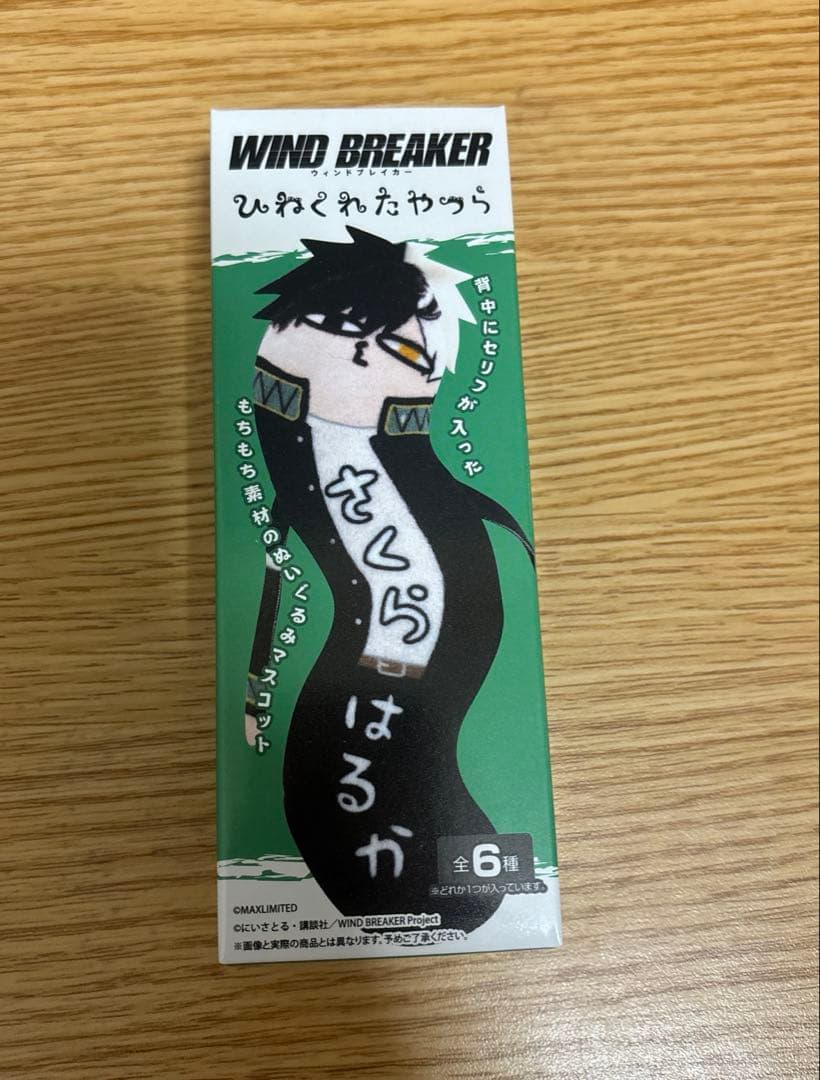 WIND BREAKER
ウィンドブレイカー
ひねくれたやつら
背中にセリフが入った
もちもち素材のぬいぐるみマスコット
さくら
はるか
全6種
※どれか1つが入っています。
©MAXLIMITED
©にいさとる・講談社／WIND BREAKER Project
※画像と実際の商品とは異なります。予めご了承ください。